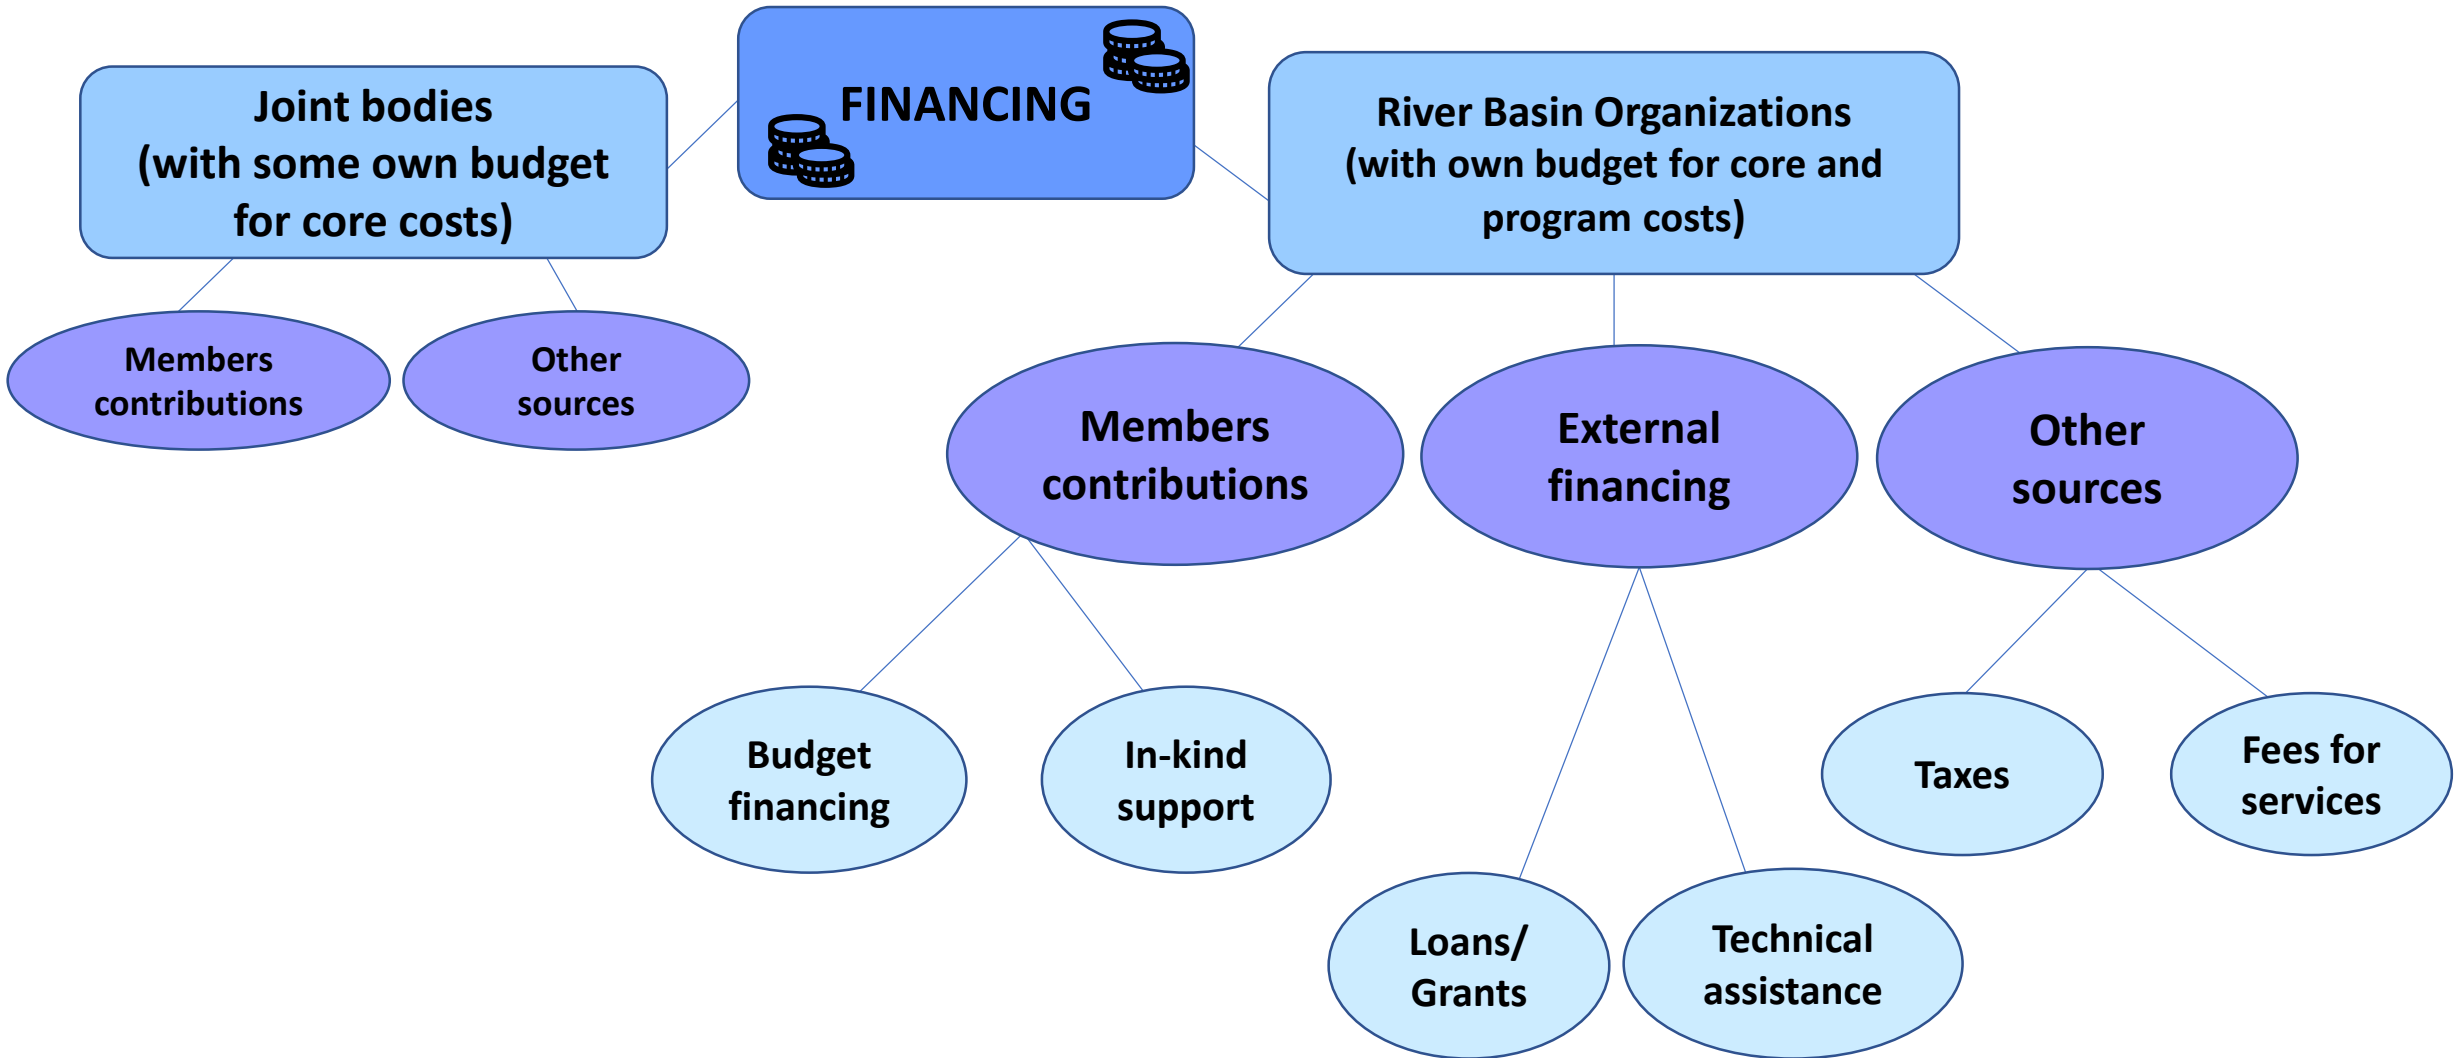 FINANCING
Joint bodies
(with some own budget
for core costs)
River Basin Organizations
(with own budget for core and
program costs)
Members
contributions
Other
sources
Members
contributions
External
financing
Other
sources
Budget
financing
In-kind
support
Taxes
Fees for
services
Loans/
Grants
Technical
assistance